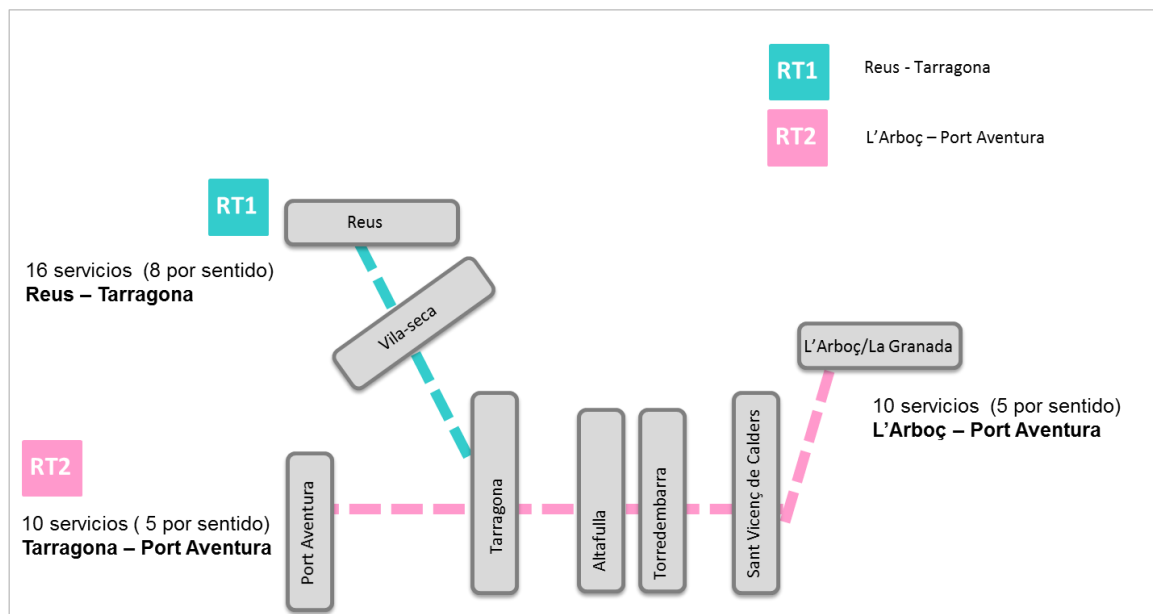 RT1
Reus - Tarragona
RT2
L'Arboç – Port Aventura
RT1
Reus
16 servicios (8 por sentido)
Reus – Tarragona
Vila-seca
L'Arboç/La Granada
10 servicios (5 por sentido)
L'Arboç – Port Aventura
RT2
10 servicios ( 5 por sentido)
Tarragona – Port Aventura
Port Aventura
Tarragona
Altafulla
Torredembarra
Sant Vicenç de Calders